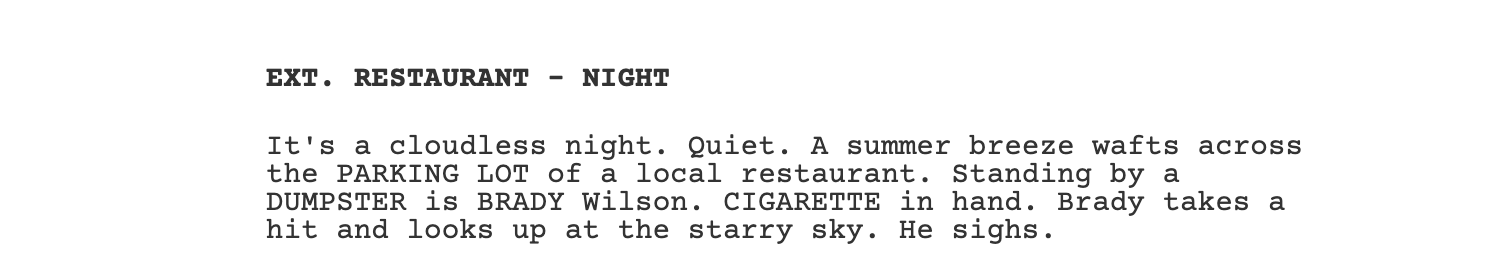 EXT. RESTAURANT - NIGHT
It's a cloudless night. Quiet. A summer breeze wafts across
the PARKING LOT of a local restaurant. Standing by a
DUMPSTER is BRADY Wilson. CIGARETTE in hand. Brady takes a
hit and looks up at the starry sky. He sighs.